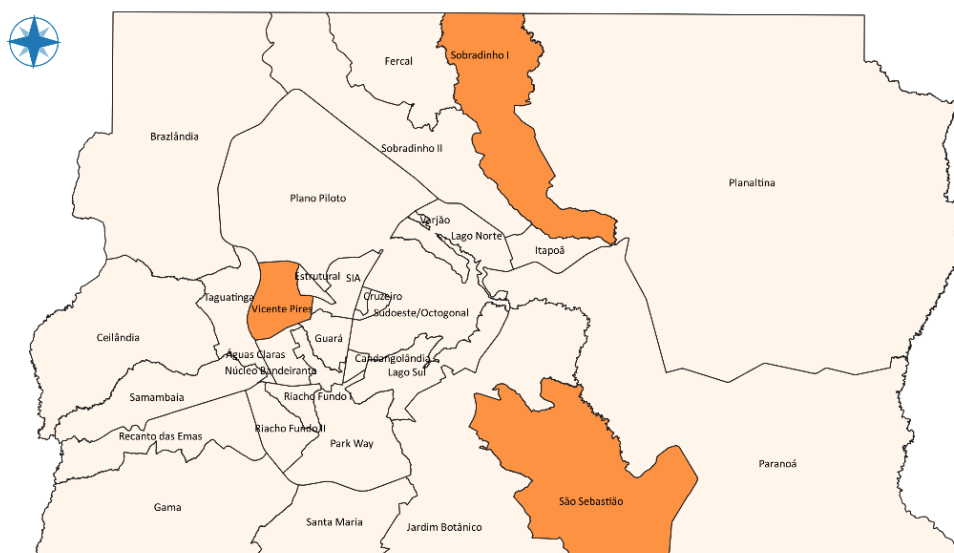 Sobradinho I
Fercal
Brazlândia
Sobradinho II
Planaltina
Plano Piloto
Varjão
Lago Norte
Itapoã
Estrutural
SIA
Taguatinga
Cruzeiro
Vicente Pires
Sudoeste/Octogonal
Ceilândia
Guará
Águas Claras
Candangolândia
Núcleo Bandeirante
Lago Sul
Samambaia
Riacho Fundo I
Riacho Fundo II
Recanto das Emas
Park Way
Paranoá
São Sebastião
Gama
Santa Maria
Jardim Botânico